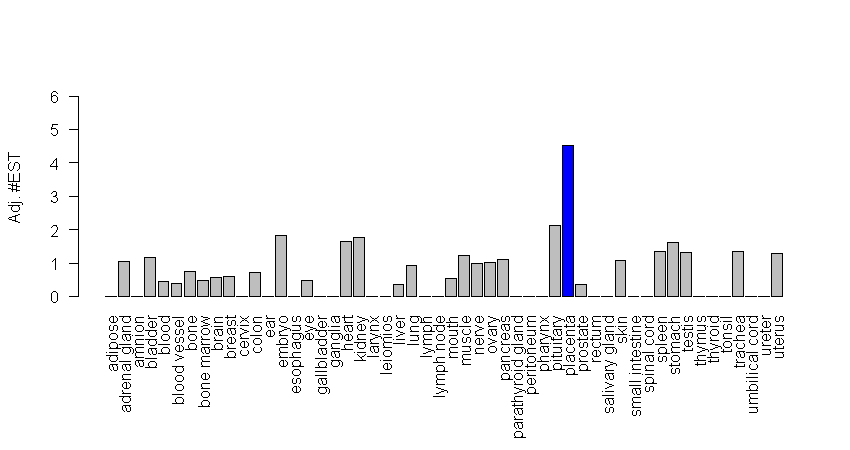 Adj. #EST
6
5
4
3
2
1
0
adipose
adrenal gland
amnion
bladder
blood
blood vessel
bone
bone marrow
brain
breast
cervix
colon
ear
embryo
esophagus
eye
gallbladder
ganglia
heart
kidney
larynx
leiomios
liver
lung
lymph
lymph node
mouth
muscle
nerve
ovary
pancreas
parathyroid gland
peritoneum
pharynx
pituitary
placenta
prostate
rectum
salivary gland
skin
small intestine
spinal cord
spleen
stomach
testis
thymus
thyroid
tonsil
trachea
umbilical cord
ureter
uterus